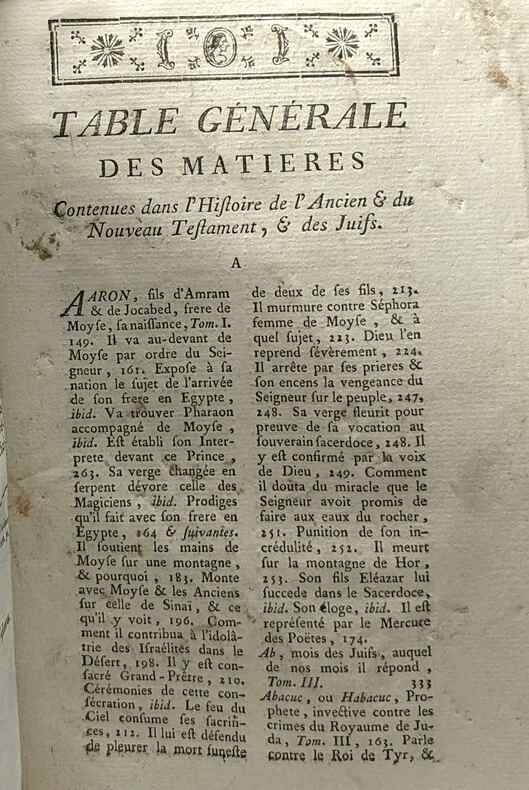 TABLE GÉNÉRALE
DES MATIERES
Contenues dans l'Hiſtoire de l'Ancien & du
Nouveau Teſtament, & des Juifs.
A
AARON, fils d'Amram
& de Jocabed, frere de
Moyſe, ſa naiſſance, Tom. I.
149. Il va au-devant de
Moyſe par ordre du Sei-
gneur, 161. Expoſe à ſa
nation le ſujet de l'arrivée
de ſon frere en Egypte,
ibid. Va trouver Pharaon
accompagné de Moyſe,
ibid. Eſt établi ſon Inter-
prete devant ce Prince,
263. Sa verge changée en
ſerpent dévore celle des
Magiciens, ibid. Prodiges
qu'il fait avec ſon frere en
Egypte, 164 & ſuivantes.
Il ſoutient les mains de
Moyſe ſur une montagne,
& pourquoi, 183. Monte
avec Moyſe & les Anciens
ſur celle de Sinaï, & ce
qu'il y voit, 196. Com-
ment il contribua à l'idolâ-
trie des Iſraélites dans le
Déſert, 198. Il y eſt con-
ſacré Grand-Prêtre, 210.
Cérémonies de cette con-
ſécration, ibid. Le feu du
Ciel conſume ſes ſacrifi-
ces, 212. Il lui eſt défendu
de pleurer la mort funeſte
de deux de ſes fils, 213.
Il murmure contre Séphora
femme de Moyſe, & à
quel ſujet, 223. Dieu l'en
reprend ſévèrement, 224.
Il arrête par ſes prieres &
ſon encens la vengeance du
Seigneur ſur le peuple, 247,
248. Sa verge fleurit pour
preuve de ſa vocation au
ſouverain ſacerdoce, 248. Il
y eſt confirmé par la voix
de Dieu, 249. Comment
il douta du miracle que le
Seigneur avoit promis de
faire aux eaux du rocher,
251. Punition de ſon in-
crédulité, 252. Il meurt
ſur la montagne de Hor,
253. Son fils Eléazar lui
ſuccede dans le Sacerdoce,
ibid. Son éloge, ibid. Il eſt
repréſenté par le Mercure
des Poëtes, 174.
Ab, mois des Juifs, auquel
de nos mois il répond,
Tom. III. 333
Abacuc, ou Habacuc, Pro-
phete, invective contre les
crimes du Royaume de Ju-
da, Tom. III, 163. Parle
contre le Roi de Tyr, &